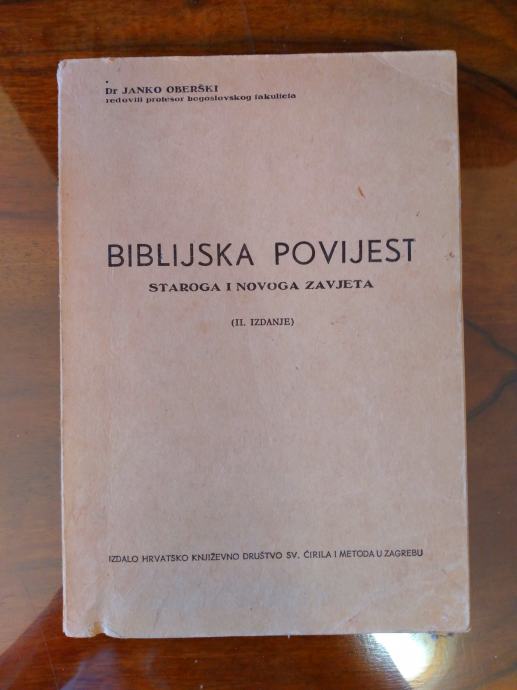 Dr JANKO OBERŠKI
redoviti profesor bogoslovskog fakulteta
BIBLIJSKA POVIJEST
STAROGA I NOVOGA ZAVJETA
(II. IZDANJE)
IZDALO HRVATSKO KNJIŽEVNO DRUŠTVO SV. ĆIRILA I METODA U ZAGREBU